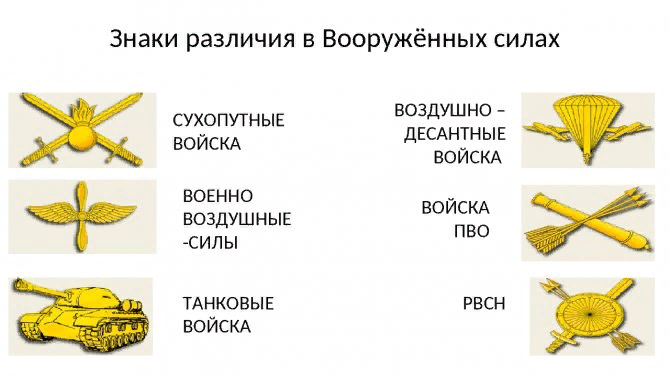 Знаки различия в Вооружённых силах
СУХОПУТНЫЕ
ВОЙСКА
ВОЗДУШНО –
ДЕСАНТНЫЕ
ВОЙСКА
ВОЕННО
ВОЗДУШНЫЕ
-СИЛЫ
ВОЙСКА
ПВО
ТАНКОВЫЕ
ВОЙСКА
РВСН